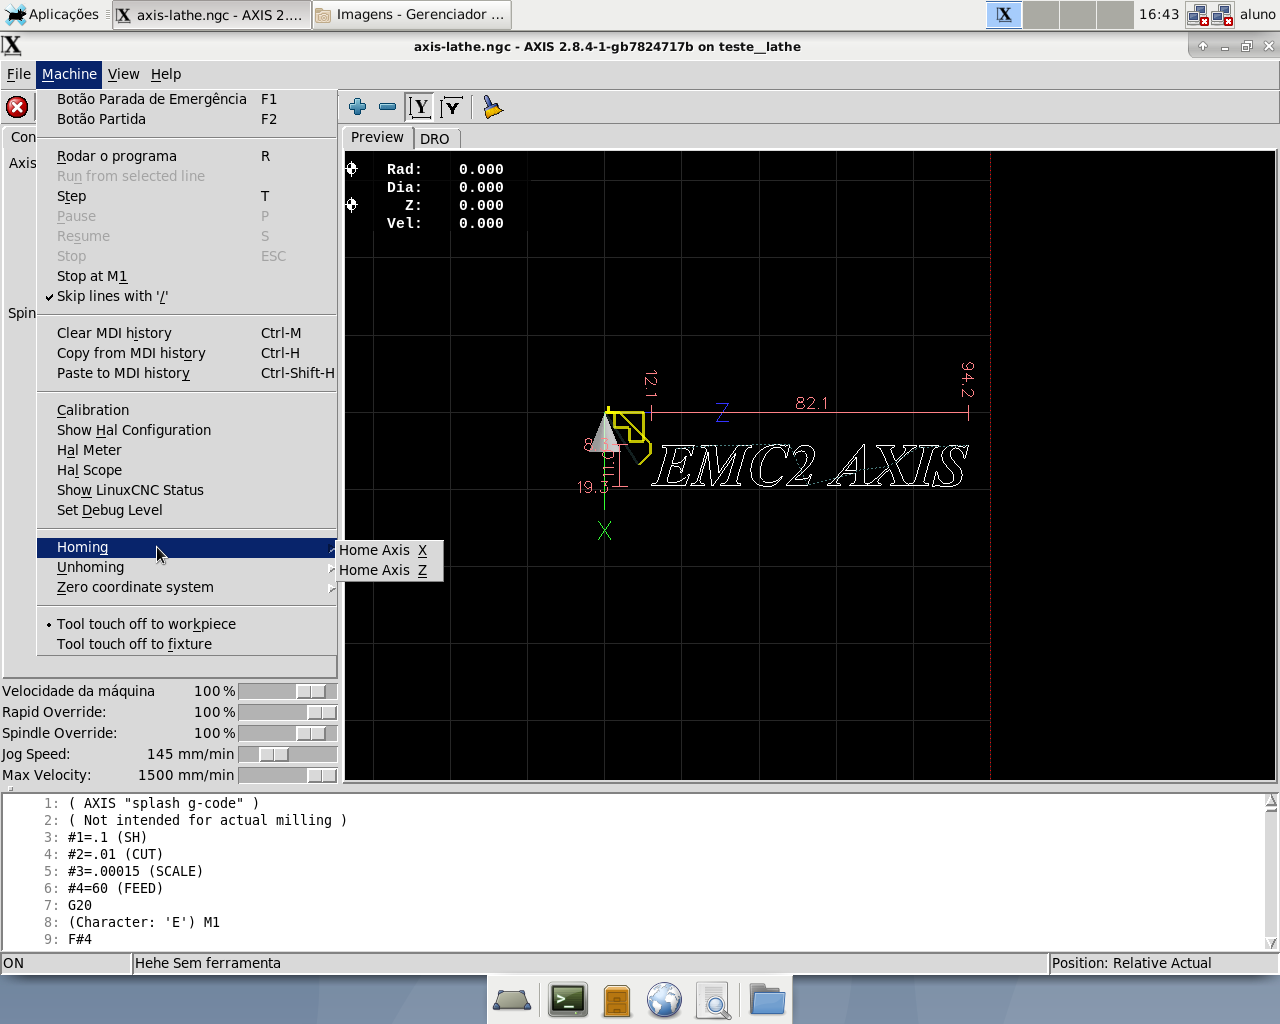 Aplicações
axis-lathe.ngc - AXIS 2....
Imagens - Gerenciador ...
16:43
aluno
axis-lathe.ngc - AXIS 2.8.4-1-gb7824717b on teste__lathe
File Machine View Help
Botão Parada de Emergência F1
Botão Partida F2
Rodar o programa R
Run from selected line
Step T
Pause P
Resume S
Stop ESC
Stop at M1
Skip lines with '/'
Clear MDI history Ctrl-M
Copy from MDI history Ctrl-H
Paste to MDI history Ctrl-Shift-H
Calibration
Show Hal Configuration
Hal Meter
Hal Scope
Show LinuxCNC Status
Set Debug Level
Homing
Unhoming
Zero coordinate system
Tool touch off to workpiece
Tool touch off to fixture
Home Axis X
Home Axis Z
Con
Axis
Spin
Y Y
Preview DRO
Rad: 0.000
Dia: 0.000
Z: 0.000
Vel: 0.000
12.1
94.2
82.1
Z
EMC2 AXIS
19.3
X
Velocidade da máquina 100 %
Rapid Override: 100 %
Spindle Override: 100 %
Jog Speed: 145 mm/min
Max Velocity: 1500 mm/min
1: ( AXIS "splash g-code" )
2: ( Not intended for actual milling )
3: #1=.1 (SH)
4: #2=.01 (CUT)
5: #3=.00015 (SCALE)
6: #4=60 (FEED)
7: G20
8: (Character: 'E') M1
9: F#4
ON
Hehe Sem ferramenta
Position: Relative Actual